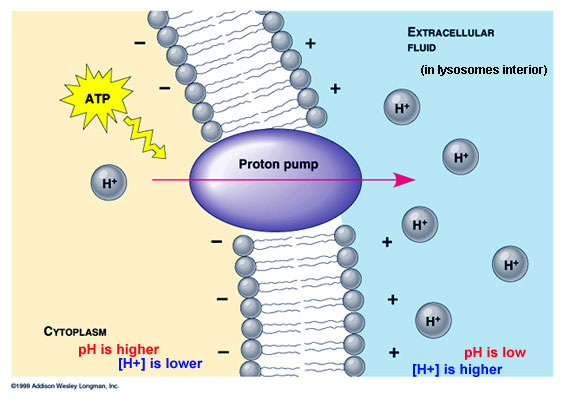 EXTRACELLULAR
FLUID
(in lysosomes interior)
ATP
H+
Proton pump
H+
H+
H+
H+
H+
- + - + - + - + - +
CYTOPLASM
pH is higher
[H+] is lower
pH is low
[H+] is higher
©1999 Addison Wesley Longman, Inc.